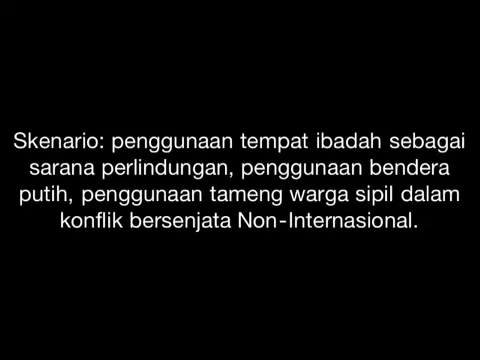 Skenario: penggunaan tempat ibadah sebagai
sarana perlindungan, penggunaan bendera
putih, penggunaan tameng warga sipil dalam
konflik bersenjata Non-Internasional.